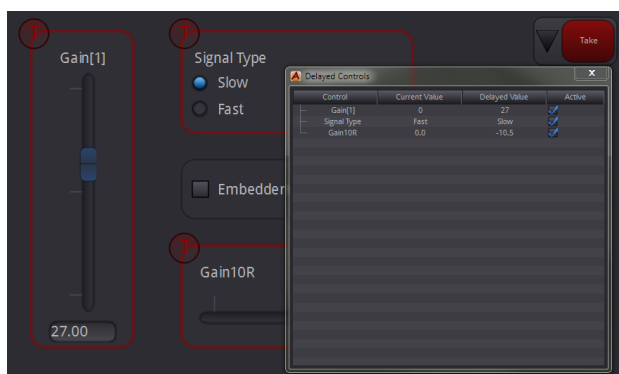 Gain[1]
27.00
Signal Type
Slow
Fast
Embedder
Gain10R
Take
Delayed Controls
x
Control Current Value Delayed Value Active
Gain[1] 0 27
Signal Type Fast Slow
Gain10R 0.0 -10.5